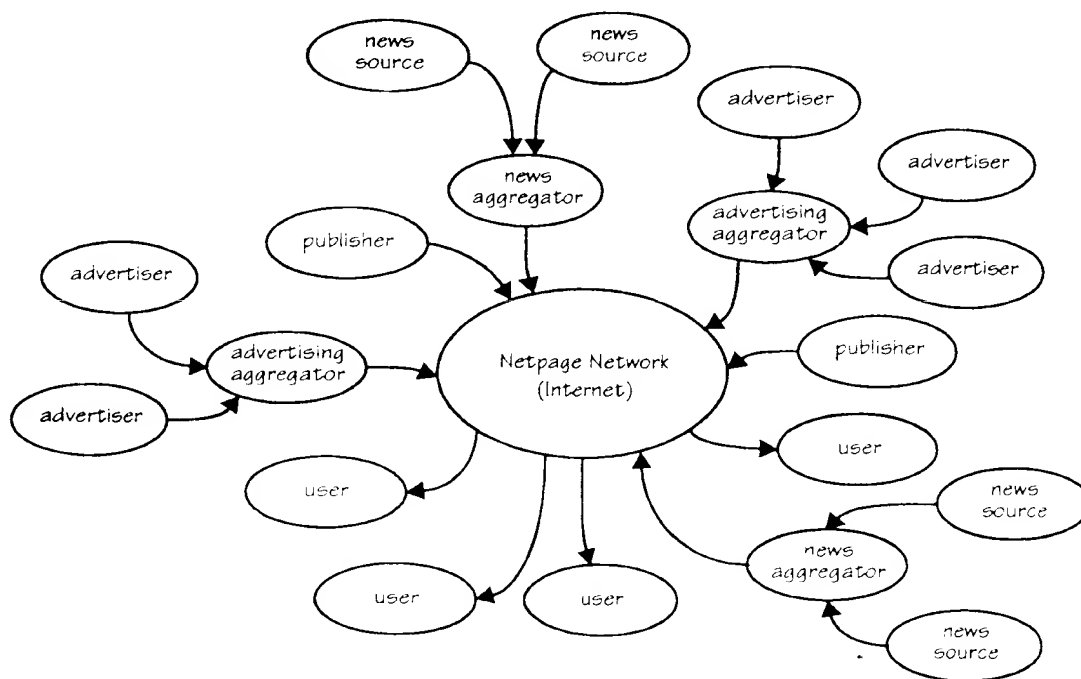 news
source
news
source
advertiser
advertiser
news
aggregator
advertising
aggregator
publisher
advertiser
advertiser
publisher
advertising
aggregator
Netpage Network
(Internet)
advertiser
user
user
news
source
news
aggregator
user
user
news
source